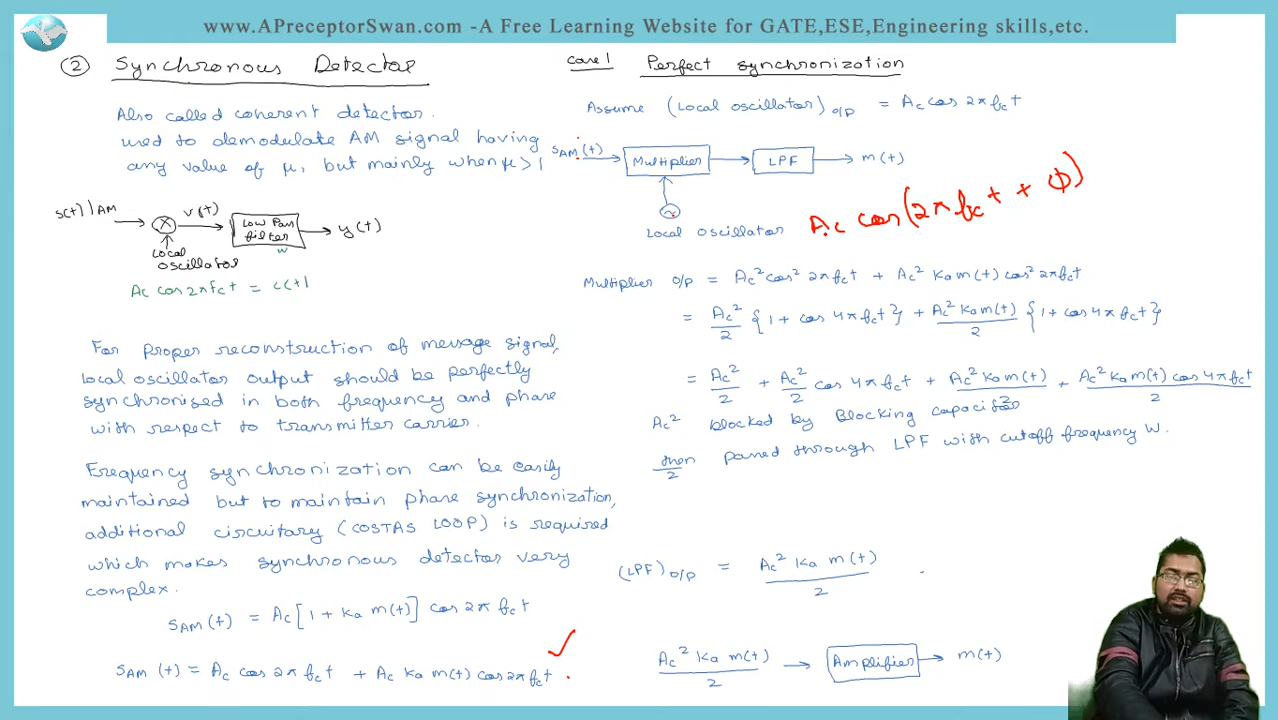 www.APreceptorSwan.com -A Free Learning Website for GATE,ESE,Engineering skills,etc.
② Synchronous Detector
Also called coherent detector.
used to demodulate AM signal having
any value of μ, but mainly when μ>1
s(t)|AM
v(t)
Low Pass
filter
w
y(t)
Local
oscillator
Ac cos2πfct = c(t)
For proper reconstruction of message signal,
local oscillator output should be perfectly
synchronised in both frequency and phase
with respect to transmitter carrier.
Frequency synchronization can be easily
maintained but to maintain phase synchronization,
additional circuitary (COSTAS LOOP) is required
which makes synchronous detector very
complex.
SAM(t) = Ac[1 + Ka m(t)] cos 2π fct
SAM (t) = Ac cos 2π fct + Ac Ka m(t) cos2π fct
Case 1 Perfect synchronization
Assume (Local oscillator) o/p = Ac cos 2π fct
SAM(t) Multiplier LPF m(t)
Local oscillator
Ac cos(2π fct + ϕ)
Multiplier o/p = Ac² cos² 2π fct + Ac² Ka m(t) cos² 2π fct
= Ac²/2 {1 + cos 4π fct} + Ac² Ka m(t)/2 {1 + cos 4π fct}
= Ac²/2 + Ac²/2 cos 4π fct + Ac² Ka m(t)/2 + Ac² Ka m(t) cos 4π fct/2
Ac² blocked by Blocking capacitor
then/2 passed through LPF with cutoff frequency W.
(LPF) o/p = Ac² Ka m(t)/2
Ac² Ka m(t)/2 → Amplifier → m(t)